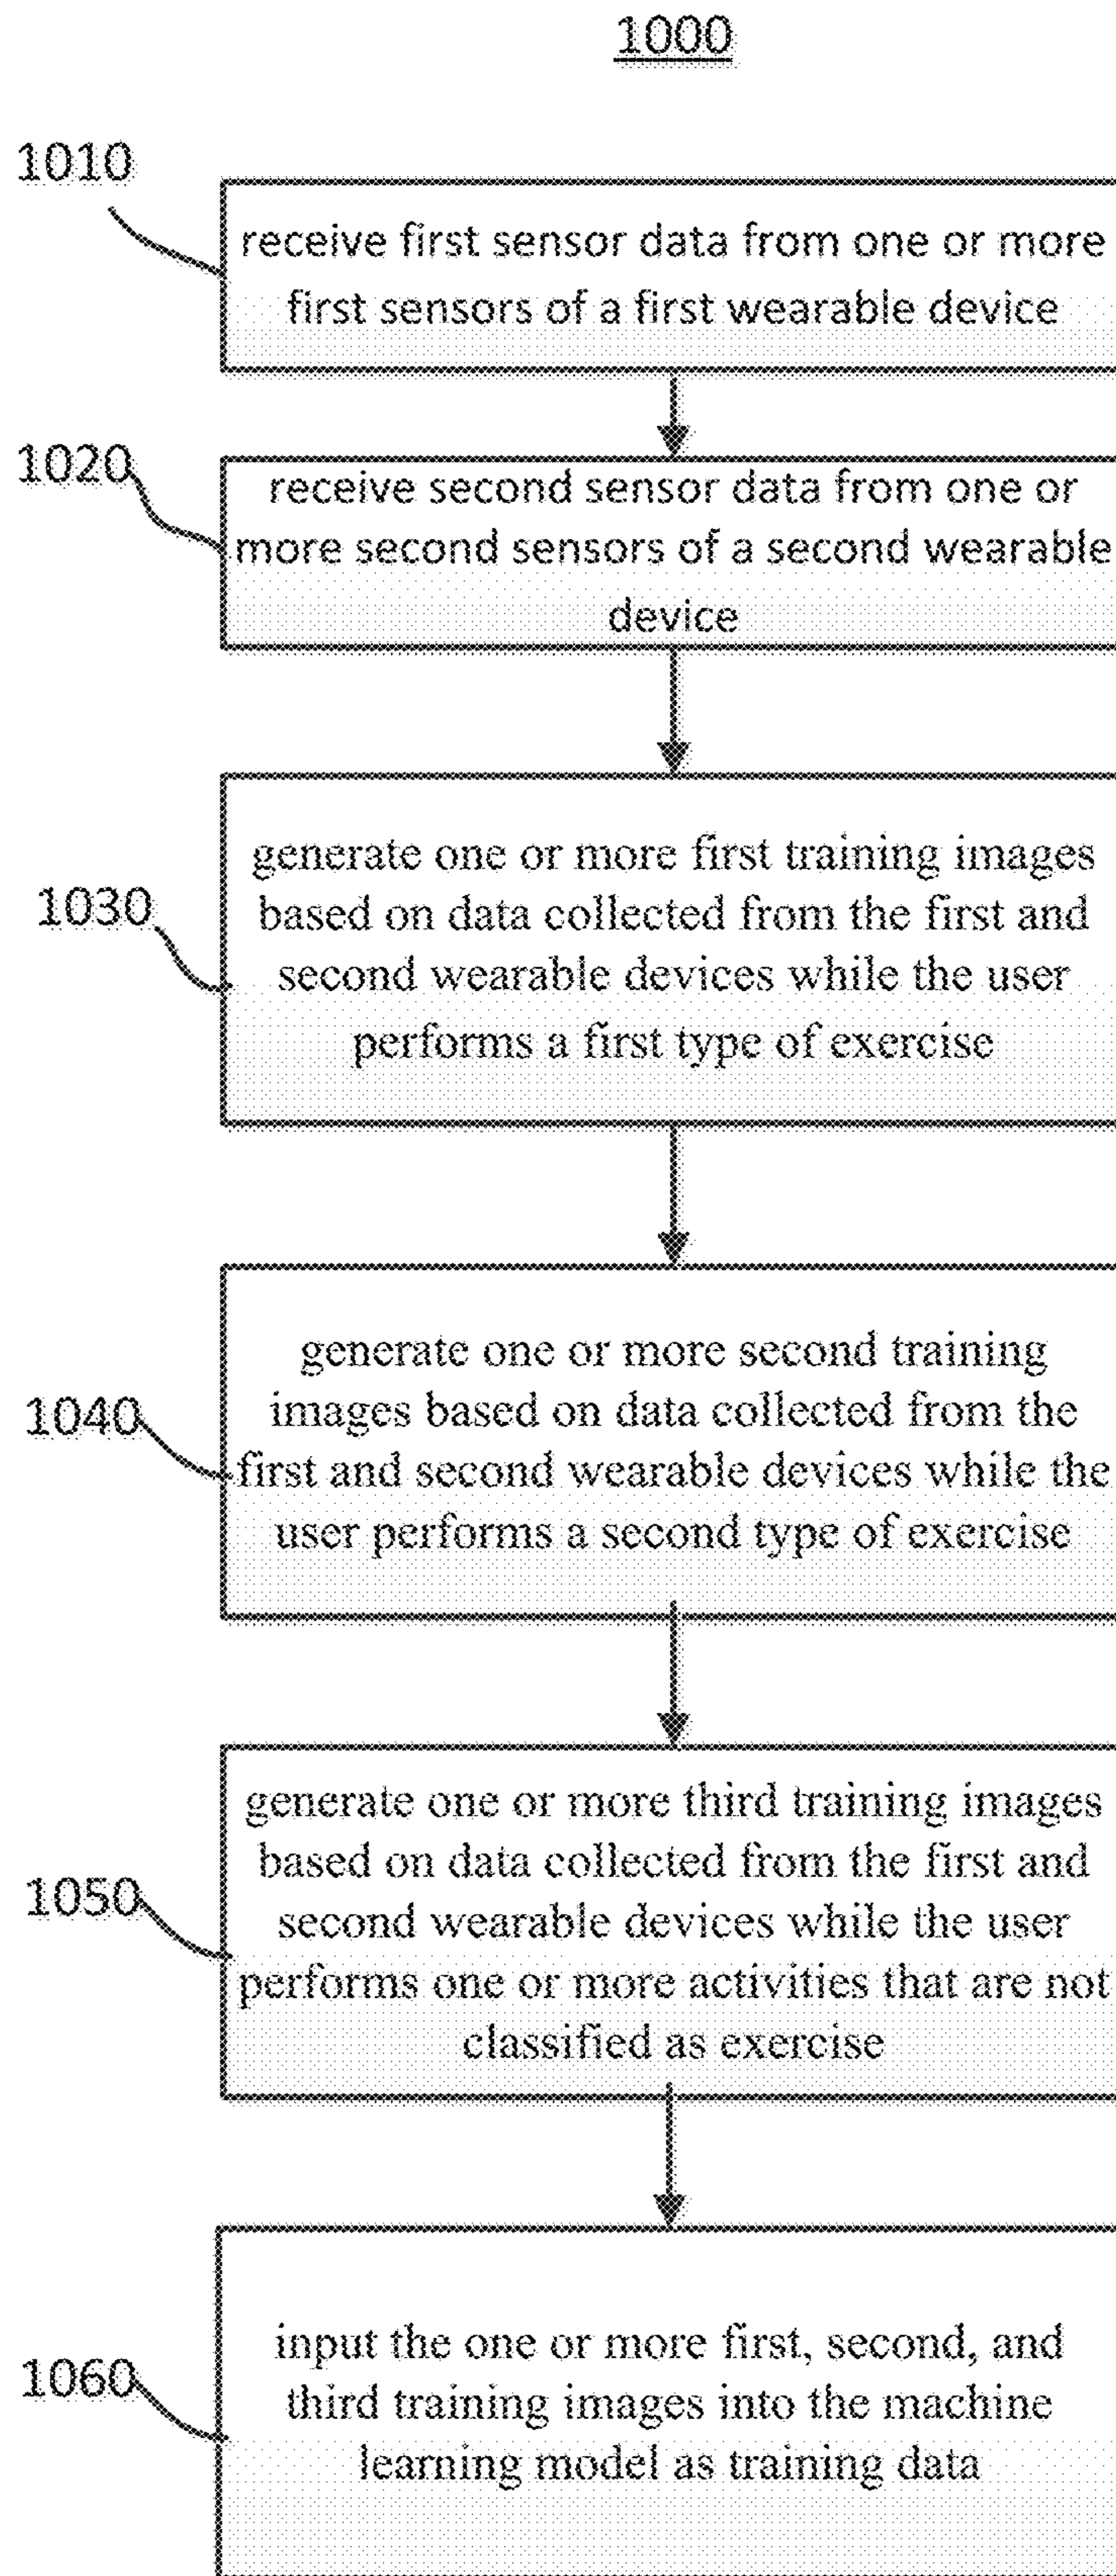 1000
1010
receive first sensor data from one or more
first sensors of a first wearable device
1020
receive second sensor data from one or
more second sensors of a second wearable
device
1030
generate one or more first training images
based on data collected from the first and
second wearable devices while the user
performs a first type of exercise
1040
generate one or more second training
images based on data collected from the
first and second wearable devices while the
user performs a second type of exercise
1050
generate one or more third training images
based on data collected from the first and
second wearable devices while the user
performs one or more activities that are not
classified as exercise
1060
input the one or more first, second, and
third training images into the machine
learning model as training data